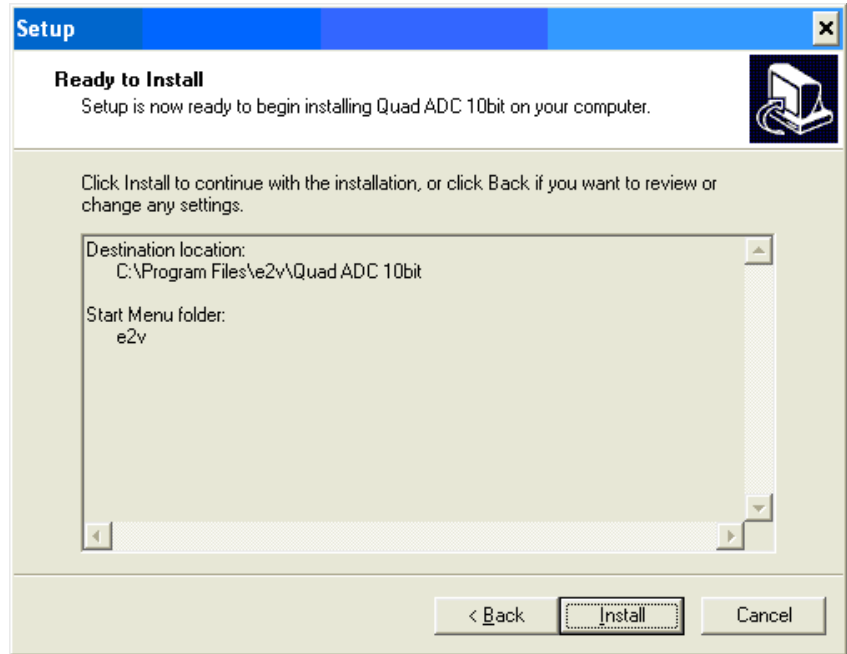 Setup
Ready to Install
Setup is now ready to begin installing Quad ADC 10bit on your computer.
Click Install to continue with the installation, or click Back if you want to review or
change any settings.
Destination location:
C:\Program Files\e2v\Quad ADC 10bit
Start Menu folder:
e2v
< Back
Install
Cancel